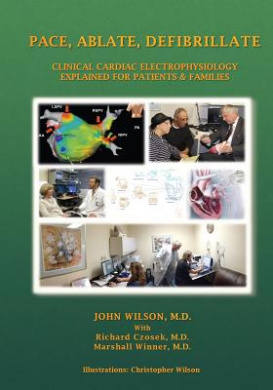 PACE, ABLATE, DEFIBRILLATE
CLINICAL CARDIAC ELECTROPHYSIOLOGY
EXPLAINED FOR PATIENTS & FAMILIES
JOHN WILSON, M.D.
With
Richard Czosek, M.D.
Marshall Winner, M.D.
Illustrations: Christopher Wilson